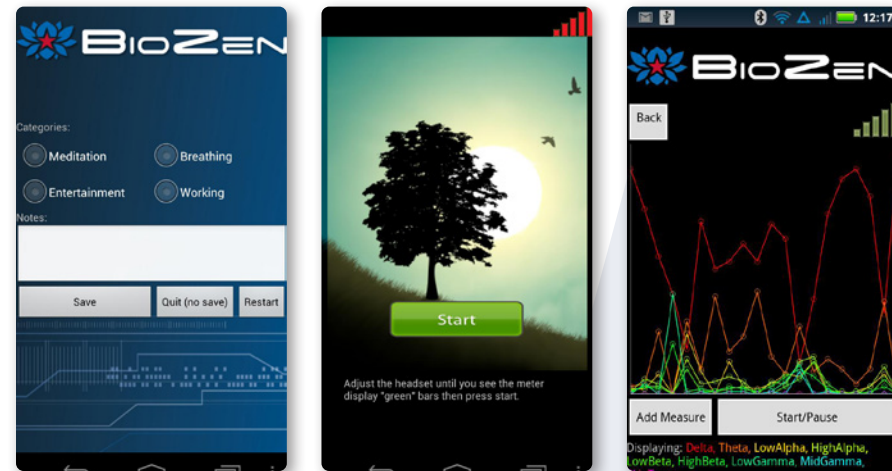 BIOZEN
Categories:
Meditation
Breathing
Entertainment
Working
Notes:
Save
Quit (no save)
Restart
Start
Adjust the headset until you see the meter
display "green" bars then press start.
12:17
BIOZEN
Back
Add Measure
Start/Pause
Displaying: Delta, Theta, LowAlpha, HighAlpha,
LowBeta, HighBeta, LowGamma, MidGamma,